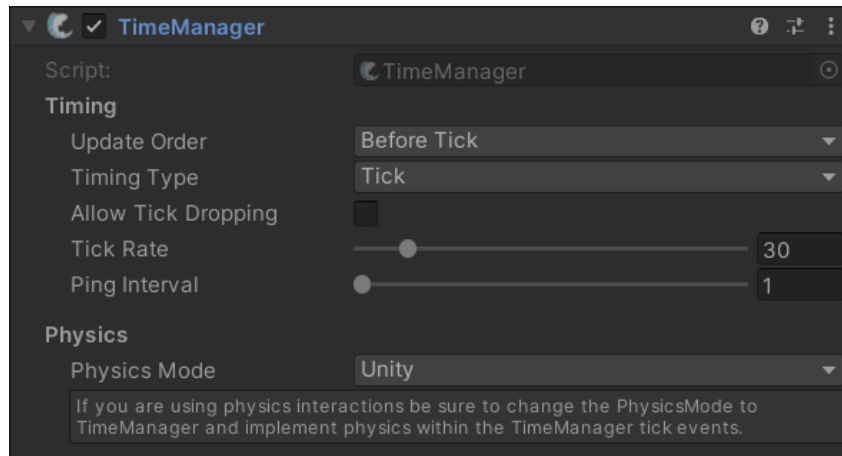 TimeManager
Script: TimeManager
Timing
Update Order Before Tick
Timing Type Tick
Allow Tick Dropping
Tick Rate 30
Ping Interval 1
Physics
Physics Mode Unity
If you are using physics interactions be sure to change the PhysicsMode to
TimeManager and implement physics within the TimeManager tick events.